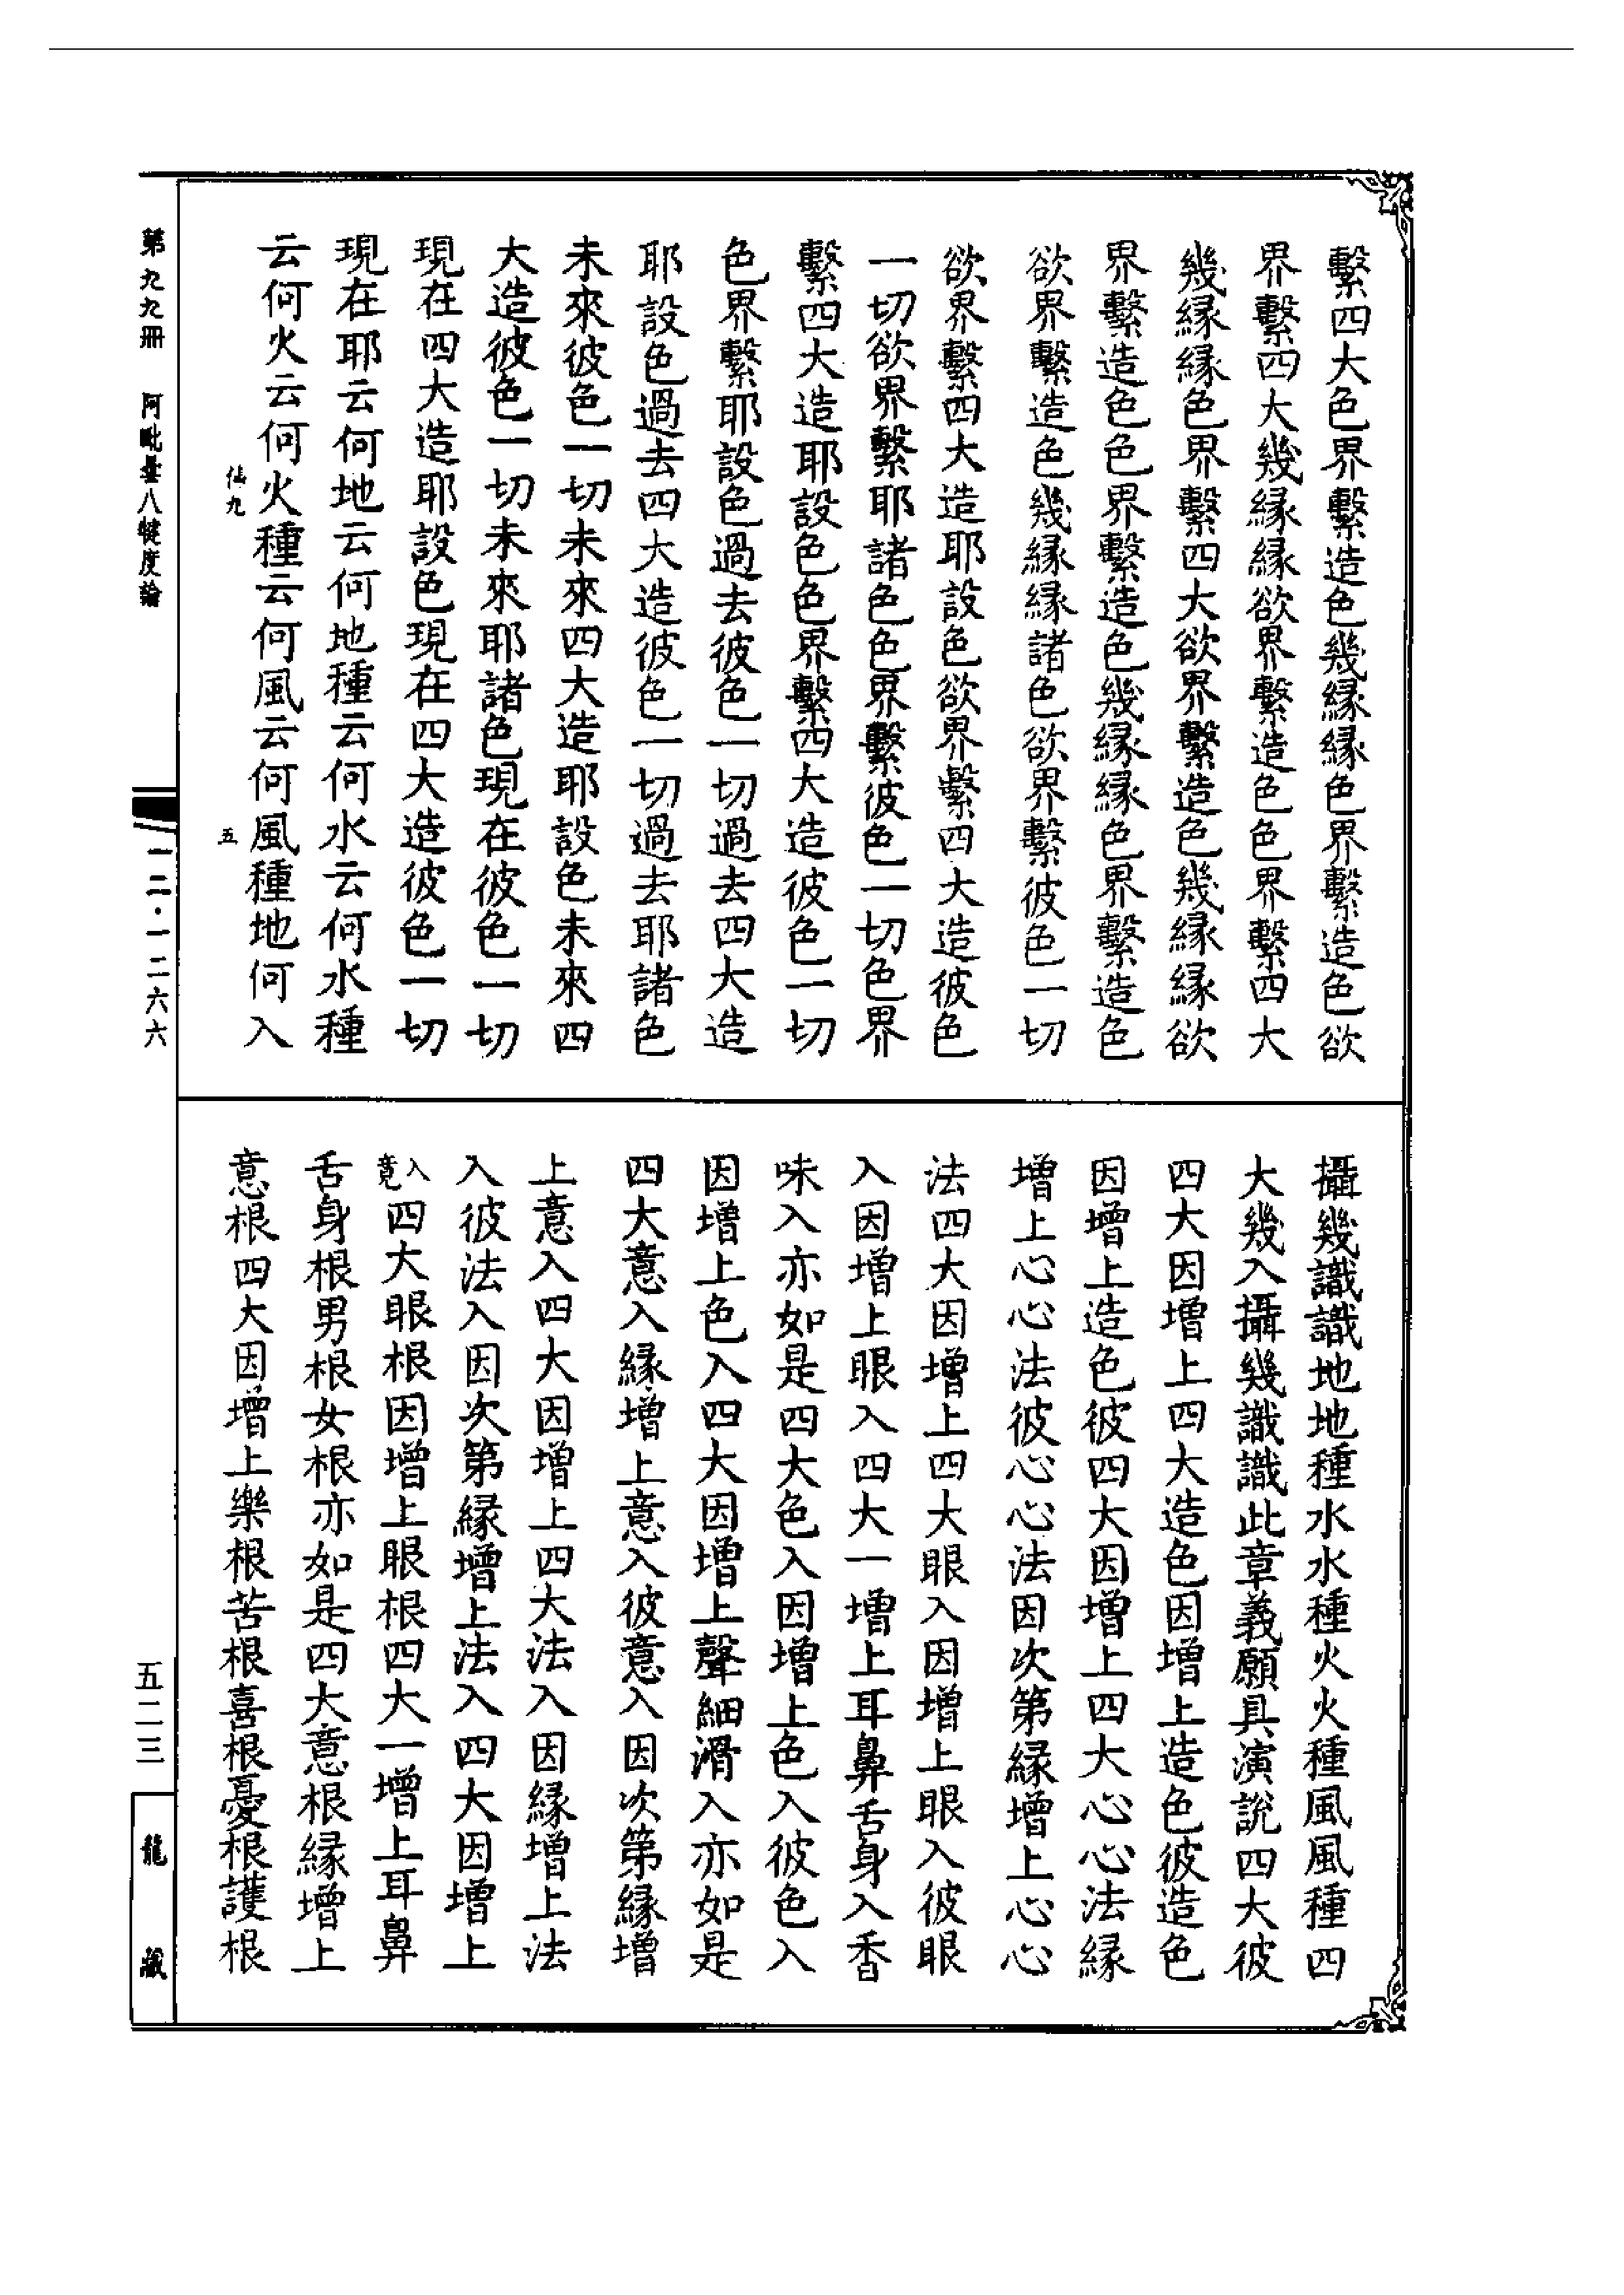 繫四大色界繫造色幾緣緣色界繫造色欲
界繫四大幾緣緣欲界繫造色色界繫四大
幾緣緣色界繫四大欲界繫造色幾緣緣欲
界繫造色色界繫造色幾緣緣色界繫造色
欲界繫造色幾緣緣諸色欲界繫彼色一切
欲界繫四大造耶設色欲界繫四大造彼色
一切欲界繫耶諸色色界繫彼色一切色界
繫四大造耶設色色界繫四大造彼色一切
色界繫耶設色過去彼色一切過去四大造
耶設色過去四大造彼色一切過去耶諸色
未來彼色一切未來四大造耶設色未來四
大造彼色一切未來耶諸色現在彼色一切
現在四大造耶設色現在四大造彼色一切
現在耶云何地云何地種云何水云何水種
云何火云何火種云何風云何風種地何入
攝幾識識地地種水水種火火種風風種四
大幾入攝幾識識此章義願具演說四大彼
四大因增上四大造色因增上造色彼造色
因增上造色彼四大因增上四大心心法緣
增上心心法彼心心法因次第緣增上心心
法四大因增上四大眼入因增上眼入彼眼
入因增上眼入四大一增上耳鼻舌身入香
味入亦如是四大色入因增上色入彼色入
因增上色入四大因增上聲細滑入亦如是
四大意入緣增上意入彼意入因次第緣增
上意入四大因增上四大法入因緣增上法
入彼法入因次第緣增上法入四大因增上
入竟四大眼根因增上眼根四大一增上耳鼻
舌身根男根女根亦如是四大意根緣增上
意根四大因增上樂根苦根喜根憂根護根
第九九冊 阿毗曇八犍度論
九
五
一二·一二六六
五二三
龍藏